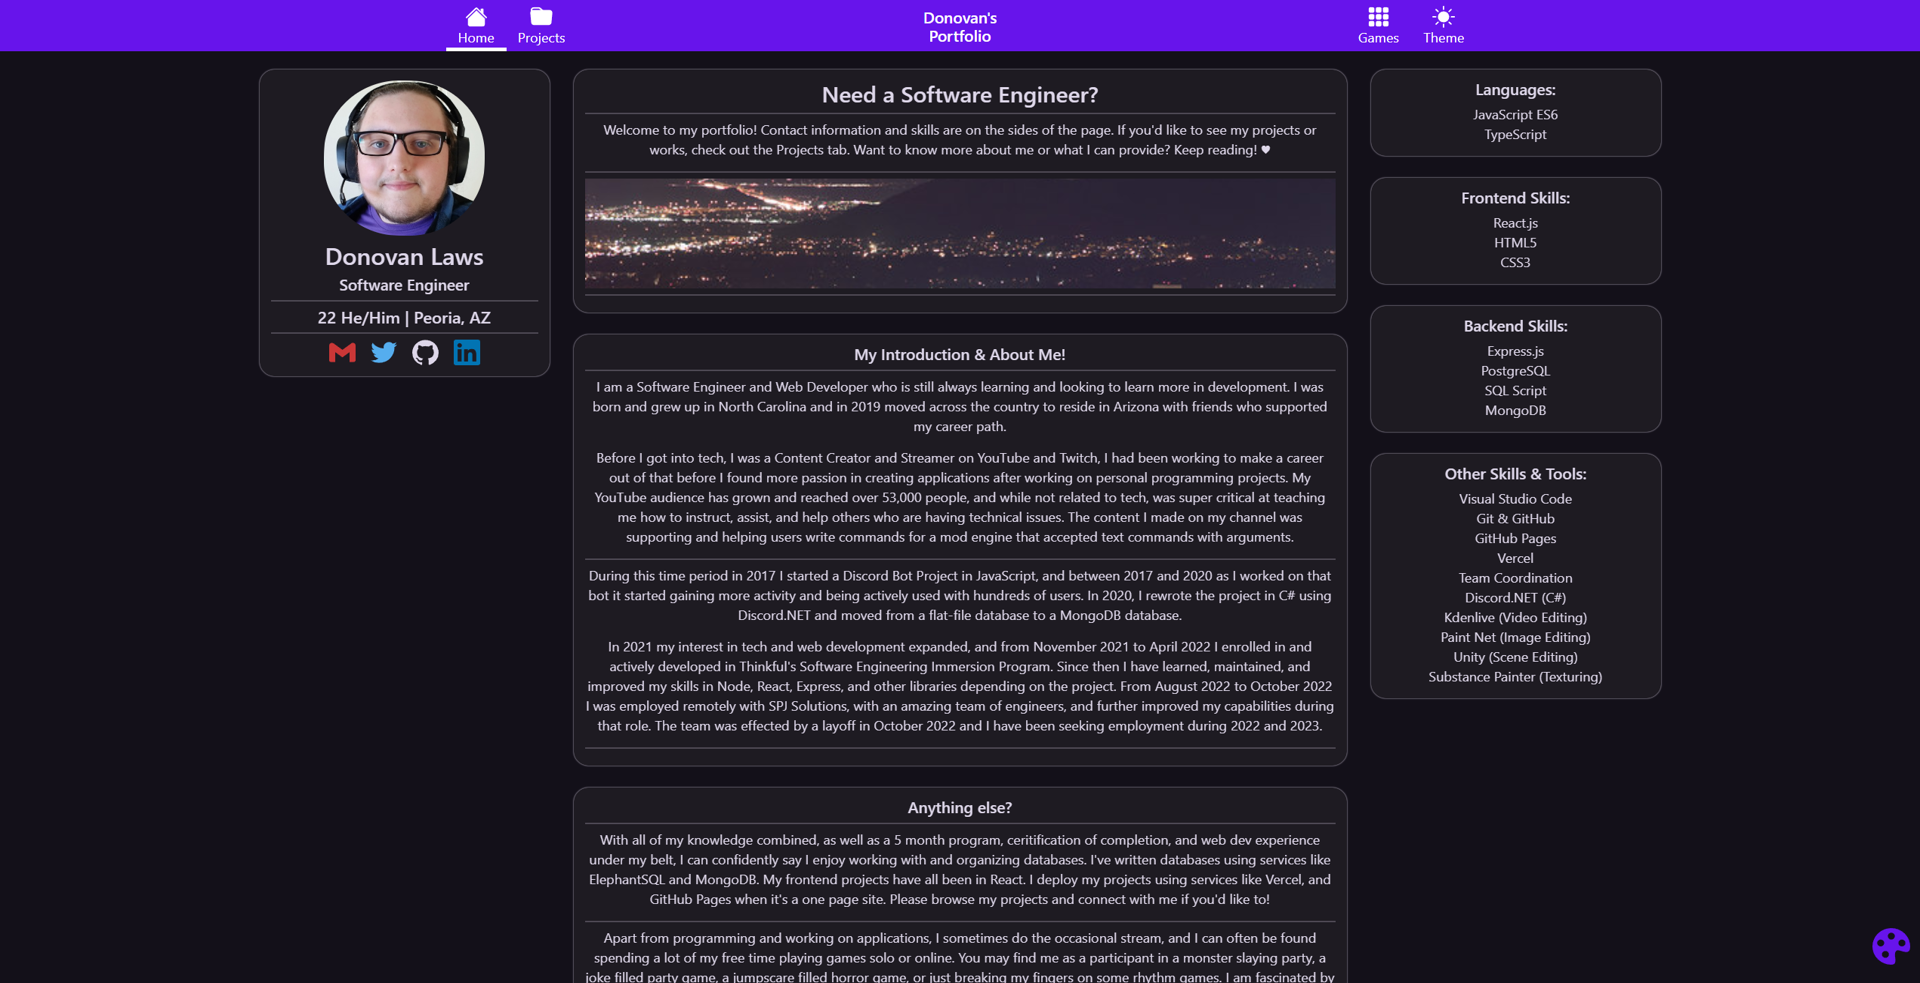 Home
Projects
Donovan's
Portfolio
Games
Theme
Donovan Laws
Software Engineer
22 He/Him | Peoria, AZ
Need a Software Engineer?
Welcome to my portfolio! Contact information and skills are on the sides of the page. If you'd like to see my projects or
works, check out the Projects tab. Want to know more about me or what I can provide? Keep reading! ♥
My Introduction & About Me!
I am a Software Engineer and Web Developer who is still always learning and looking to learn more in development. I was
born and grew up in North Carolina and in 2019 moved across the country to reside in Arizona with friends who supported
my career path.
Before I got into tech, I was a Content Creator and Streamer on YouTube and Twitch, I had been working to make a career
out of that before I found more passion in creating applications after working on personal programming projects. My
YouTube audience has grown and reached over 53,000 people, and while not related to tech, was super critical at teaching
me how to instruct, assist, and help others who are having technical issues. The content I made on my channel was
supporting and helping users write commands for a mod engine that accepted text commands with arguments.
During this time period in 2017 I started a Discord Bot Project in JavaScript, and between 2017 and 2020 as I worked on that
bot it started gaining more activity and being actively used with hundreds of users. In 2020, I rewrote the project in C# using
Discord.NET and moved from a flat-file database to a MongoDB database.
In 2021 my interest in tech and web development expanded, and from November 2021 to April 2022 I enrolled in and
actively developed in Thinkful's Software Engineering Immersion Program. Since then I have learned, maintained, and
improved my skills in Node, React, Express, and other libraries depending on the project. From August 2022 to October 2022
I was employed remotely with SPJ Solutions, with an amazing team of engineers, and further improved my capabilities during
that role. The team was effected by a layoff in October 2022 and I have been seeking employment during 2022 and 2023.
Anything else?
With all of my knowledge combined, as well as a 5 month program, ceritification of completion, and web dev experience
under my belt, I can confidently say I enjoy working with and organizing databases. I've written databases using services like
ElephantSQL and MongoDB. My frontend projects have all been in React. I deploy my projects using services like Vercel, and
GitHub Pages when it's a one page site. Please browse my projects and connect with me if you'd like to!
Apart from programming and working on applications, I sometimes do the occasional stream, and I can often be found
spending a lot of my free time playing games solo or online. You may find me as a participant in a monster slaying party, a
joke filled party game, a jumpscare filled horror game, or just breaking my fingers on some rhythm games. I am fascinated by
Languages:
JavaScript ES6
TypeScript
Frontend Skills:
React.js
HTML5
CSS3
Backend Skills:
Express.js
PostgreSQL
SQL Script
MongoDB
Other Skills & Tools:
Visual Studio Code
Git & GitHub
GitHub Pages
Vercel
Team Coordination
Discord.NET (C#)
Kdenlive (Video Editing)
Paint Net (Image Editing)
Unity (Scene Editing)
Substance Painter (Texturing)